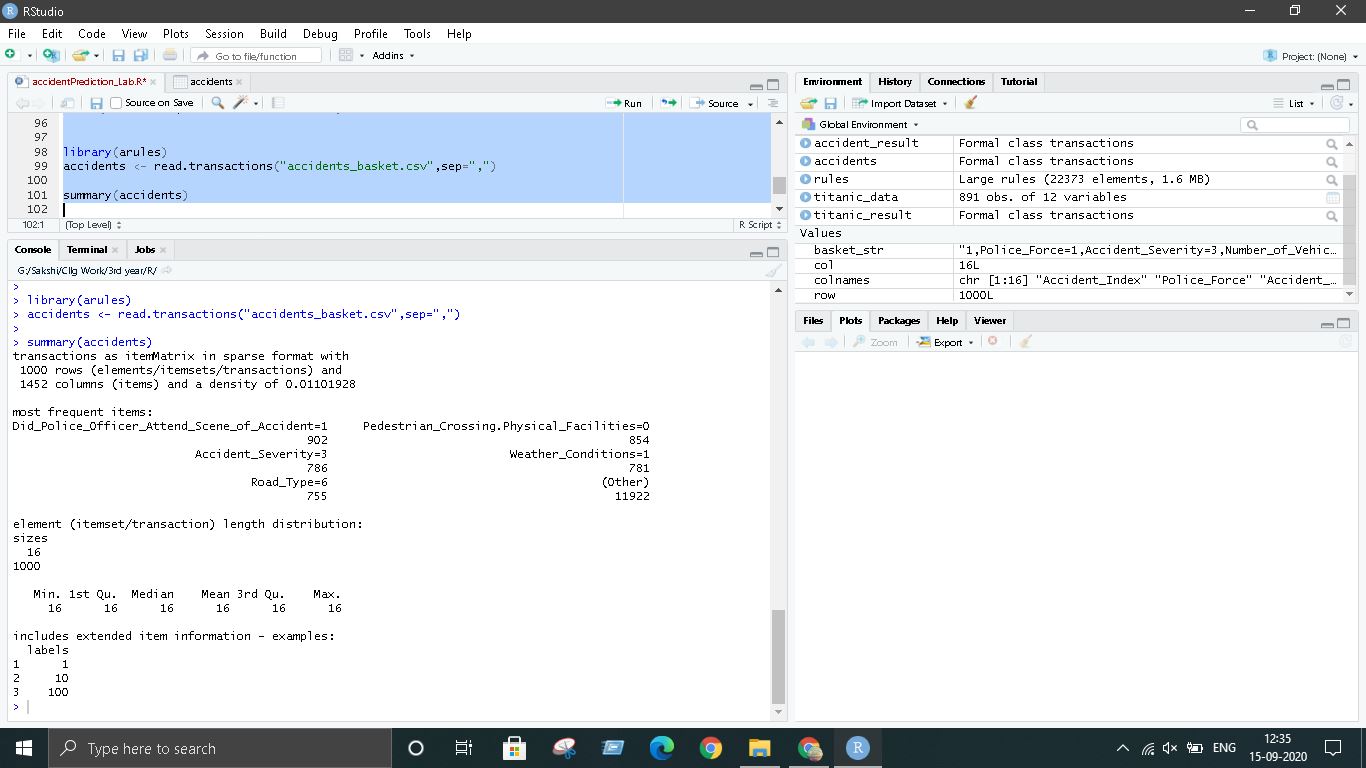 RStudio
File Edit Code View Plots Session Build Debug Profile Tools Help
Go to file/function Addins Project: (None)
accidentPrediction_Lab.R* accidents
Source on Save Run Source
96
97
98 library(arules)
99 accidents <- read.transactions("accidents_basket.csv",sep=",")
100
101 summary(accidents)
102
102:1 (Top Level) R Script
Console Terminal Jobs
G:/Sakshi/Cllg Work/3rd year/R/
>
> library(arules)
> accidents <- read.transactions("accidents_basket.csv",sep=",")
>
> summary(accidents)
transactions as itemMatrix in sparse format with
1000 rows (elements/itemsets/transactions) and
1452 columns (items) and a density of 0.01101928
most frequent items:
Did_Police_Officer_Attend_Scene_of_Accident=1 Pedestrian_Crossing.Physical_Facilities=0
902 854
Accident_Severity=3 Weather_Conditions=1
786 781
Road_Type=6 (Other)
755 11922
element (itemset/transaction) length distribution:
sizes
16
1000
Min. 1st Qu. Median Mean 3rd Qu. Max.
16 16 16 16 16 16
includes extended item information - examples:
labels
1 1
2 10
3 100
>
Environment History Connections Tutorial
Import Dataset List
Global Environment
accident_result Formal class transactions
accidents Formal class transactions
rules Large rules (22373 elements, 1.6 MB)
titanic_data 891 obs. of 12 variables
titanic_result Formal class transactions
Values
basket_str "1,Police_Force=1,Accident_Severity=3,Number_of_Vehic…
col 16L
colnames chr [1:16] "Accident_Index" "Police_Force" "Accident_…
row 1000L
Files Plots Packages Help Viewer
Zoom Export
Type here to search
ENG
12:35
15-09-2020